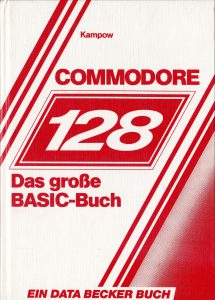 Kampow
COMMODORE
128
Das große
BASIC-Buch
EIN DATA BECKER BUCH